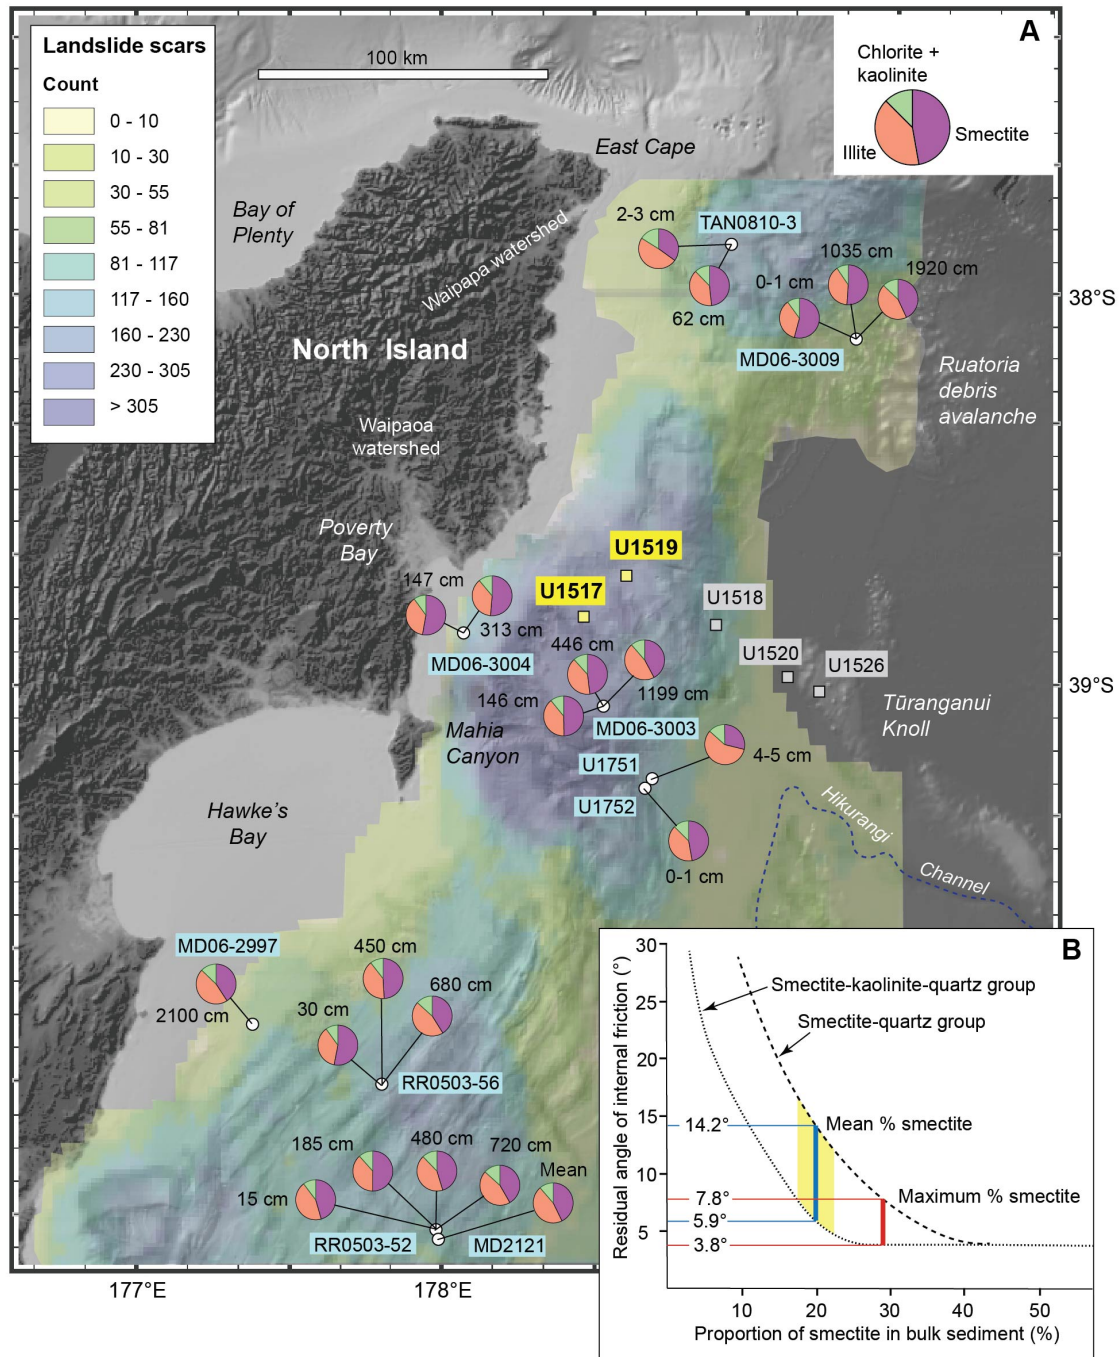 Landslide scars
Count
0 - 10
10 - 30
30 - 55
55 - 81
81 - 117
117 - 160
160 - 230
230 - 305
> 305
100 km
A
Chlorite +
kaolinite
Illite
Smectite
East Cape
Bay of
Plenty
Waipapa watershed
2-3 cm
TAN0810-3
62 cm
0-1 cm
1035 cm
1920 cm
MD06-3009
38°S
North Island
Ruatoria
debris
avalanche
Waipaoa
watershed
Poverty
Bay
U1519
U1517
147 cm
313 cm
MD06-3004
U1518
U1520
U1526
446 cm
146 cm
1199 cm
MD06-3003
39°S
Tūranganui
Knoll
Mahia
Canyon
U1751
4-5 cm
U1752
0-1 cm
Hawke's
Bay
Hikurangi
Channel
MD06-2997
2100 cm
450 cm
30 cm
680 cm
RR0503-56
185 cm
480 cm
720 cm
Mean
15 cm
RR0503-52
MD2121
177°E
178°E
B
Residual angle of internal friction (°)
30
25
20
15
10
5
14.2°
7.8°
5.9°
3.8°
Smectite-kaolinite-quartz group
Smectite-quartz group
Mean % smectite
Maximum % smectite
10
20
30
40
50
Proportion of smectite in bulk sediment (%)